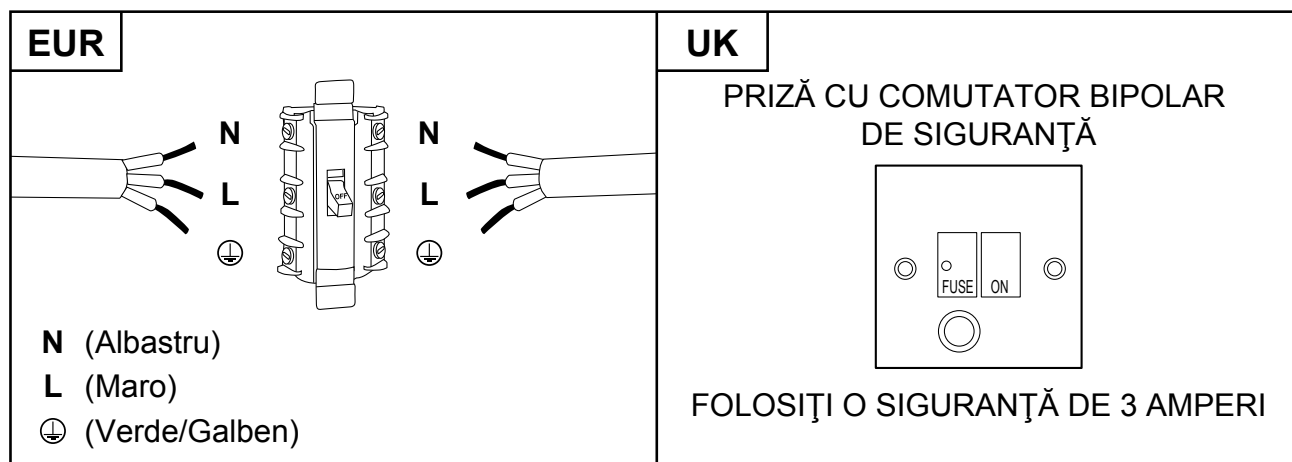 EUR
N
L
OFF
N
L
N (Albastru)
L (Maro)
(Verde/Galben)
UK
PRIZĂ CU COMUTATOR BIPOLAR
DE SIGURANŢĂ
FUSE ON
FOLOSIŢI O SIGURANŢĂ DE 3 AMPERI